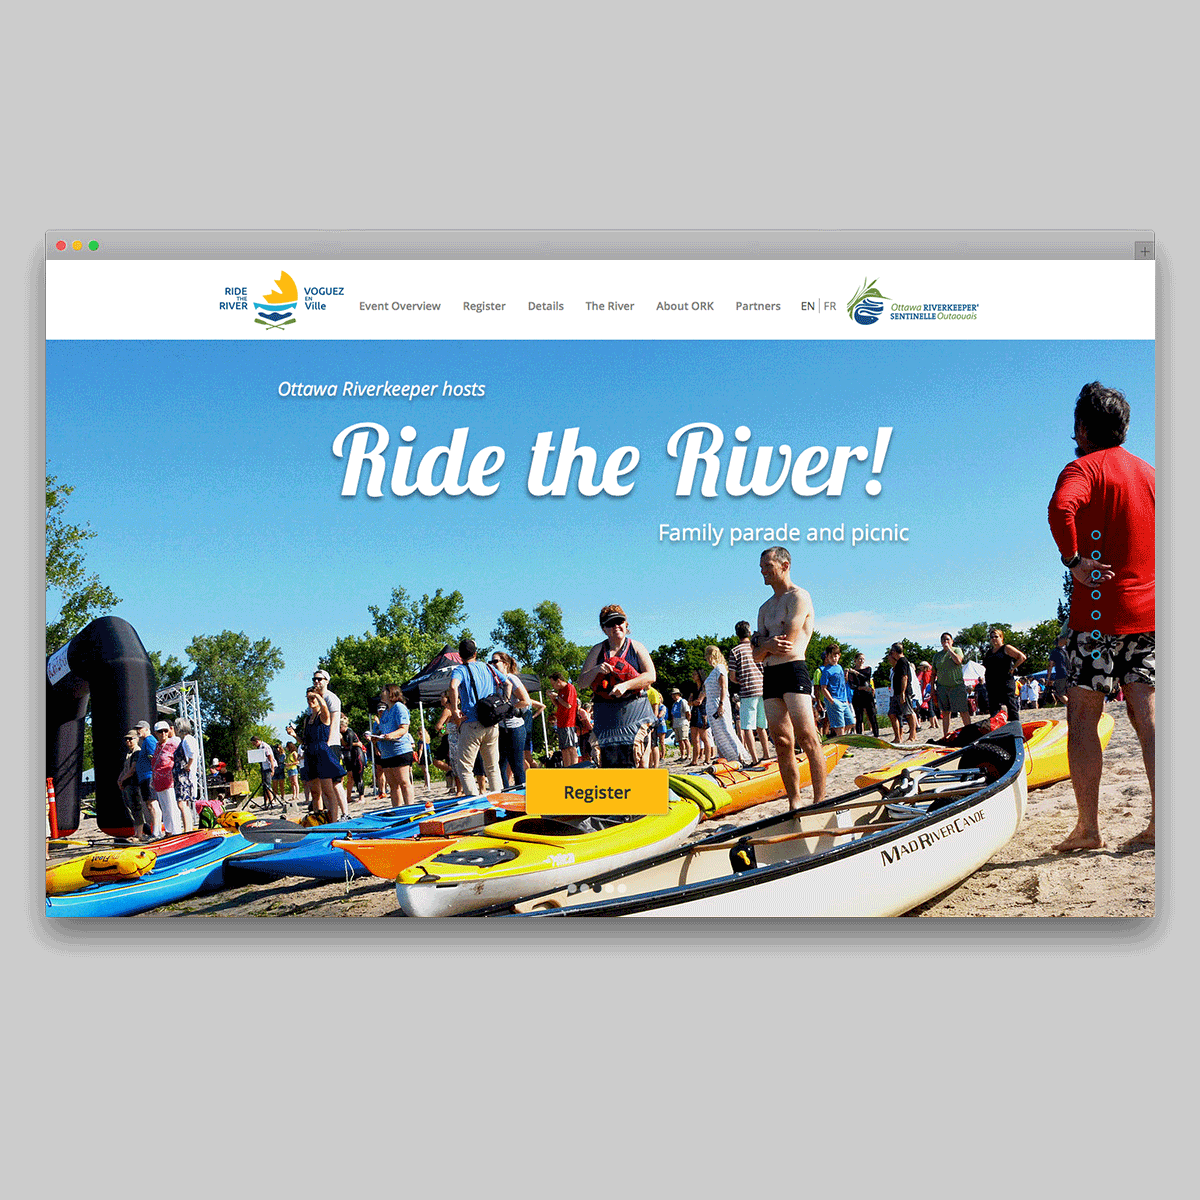 RIDE
THE
RIVER
VOGUEZ
EN
Ville
Event Overview
Register
Details
The River
About ORK
Partners
EN | FR
Ottawa RIVERKEEPER®
SENTINELLE Outaouais
Ottawa Riverkeeper hosts
Ride the River!
Family parade and picnic
Register
MAD RIVER CANOE
Float